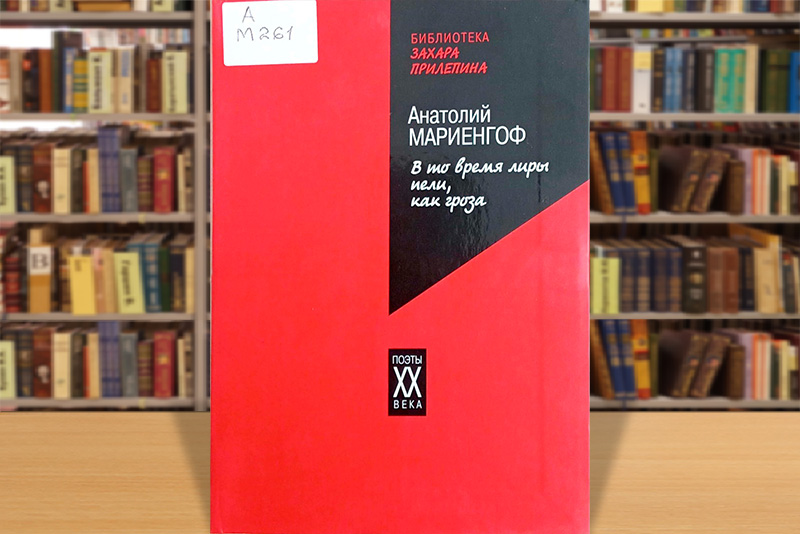 А
М261
БИБЛИОТЕКА
ЗАХАРА
ПРИЛЕПИНА
Анатолий
МАРИЕНГОФ
В то время лиры
пели,
как гроза
ПОЭТЫ
XX
ВЕКА
В